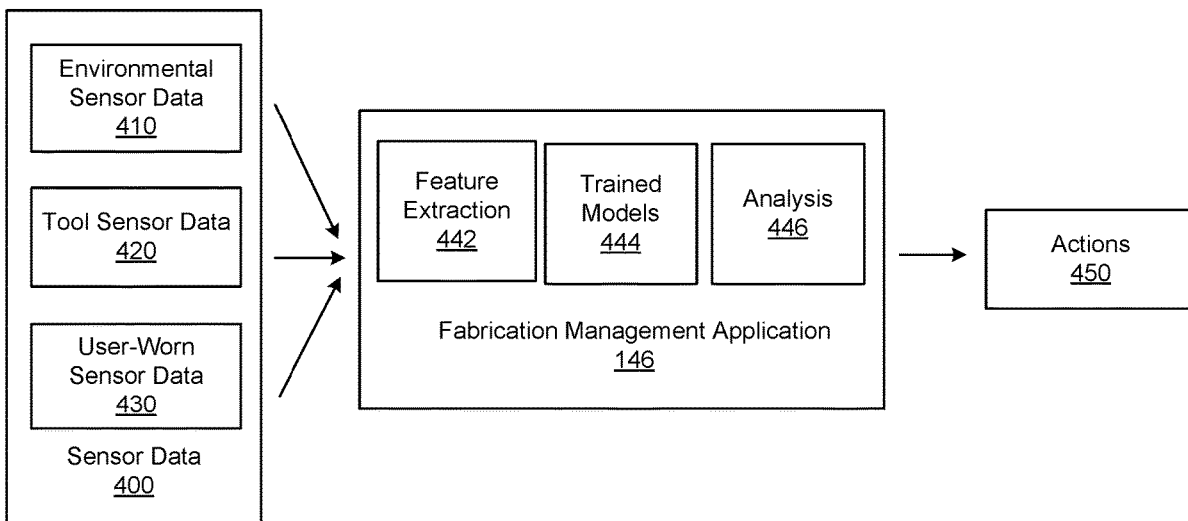 Environmental
Sensor Data
410
Tool Sensor Data
420
User-Worn
Sensor Data
430
Sensor Data
400
Feature
Extraction
442
Trained
Models
444
Analysis
446
Fabrication Management Application
146
Actions
450